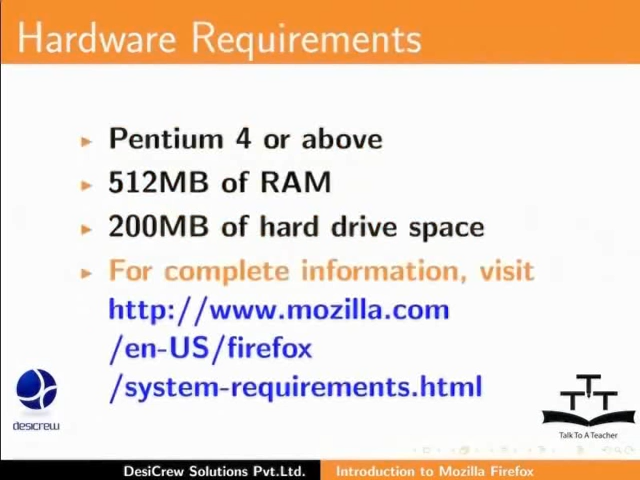 Hardware Requirements
Pentium 4 or above
512MB of RAM
200MB of hard drive space
For complete information, visit
http://www.mozilla.com
/en-US/firefox
/system-requirements.html
desicrew
TTT
Talk To A Teacher
DesiCrew Solutions Pvt.Ltd.
Introduction to Mozilla Firefox